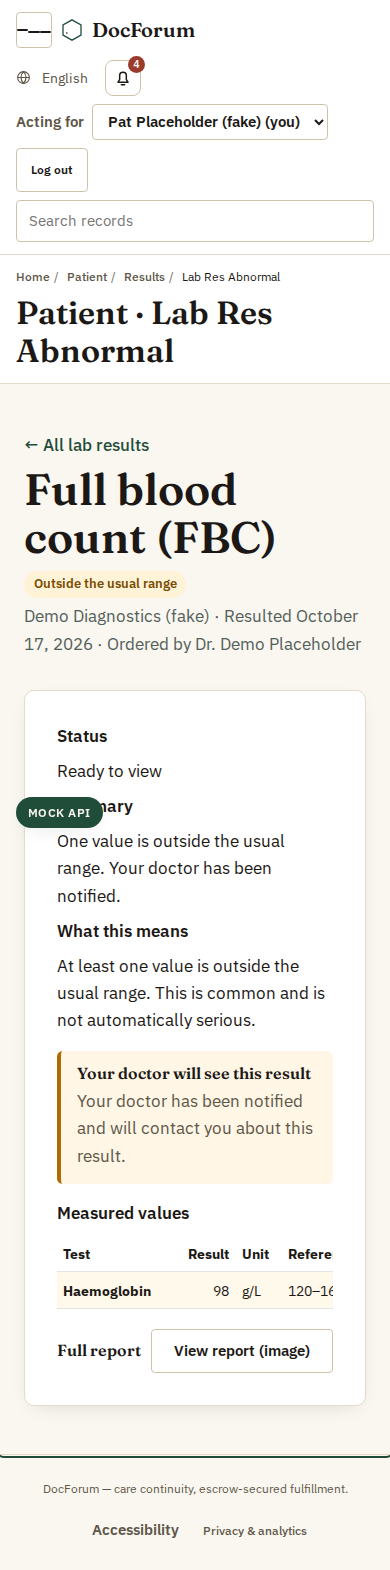 DocForum
English
4
Acting for
Pat Placeholder (fake) (you)
Log out
Search records
Home / Patient / Results / Lab Res Abnormal
Patient · Lab Res
Abnormal
← All lab results
Full blood
count (FBC)
Outside the usual range
Demo Diagnostics (fake) · Resulted October
17, 2026 · Ordered by Dr. Demo Placeholder
Status
Ready to view
MOCK API
One value is outside the usual
range. Your doctor has been
notified.
What this means
At least one value is outside the
usual range. This is common and is
not automatically serious.
Your doctor will see this result
Your doctor has been notified
and will contact you about this
result.
Measured values
Test Result Unit Refere
Haemoglobin 98 g/L 120–16
Full report
View report (image)
DocForum — care continuity, escrow-secured fulfillment.
Accessibility
Privacy & analytics